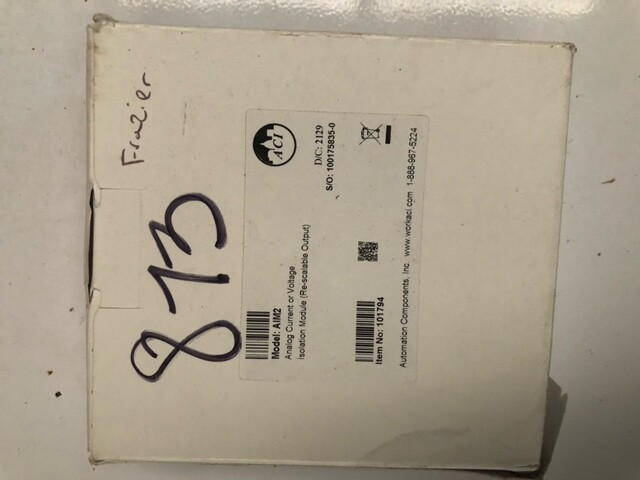 Frazier
813
ACI
D/C: 2129
S/O: 100175835-0
Model: AIM2
Analog Current or Voltage
Isolation Module (Re-scalable Output)
Item No: 101794
Automation Components, Inc. www.workaci.com 1-888-967-5224